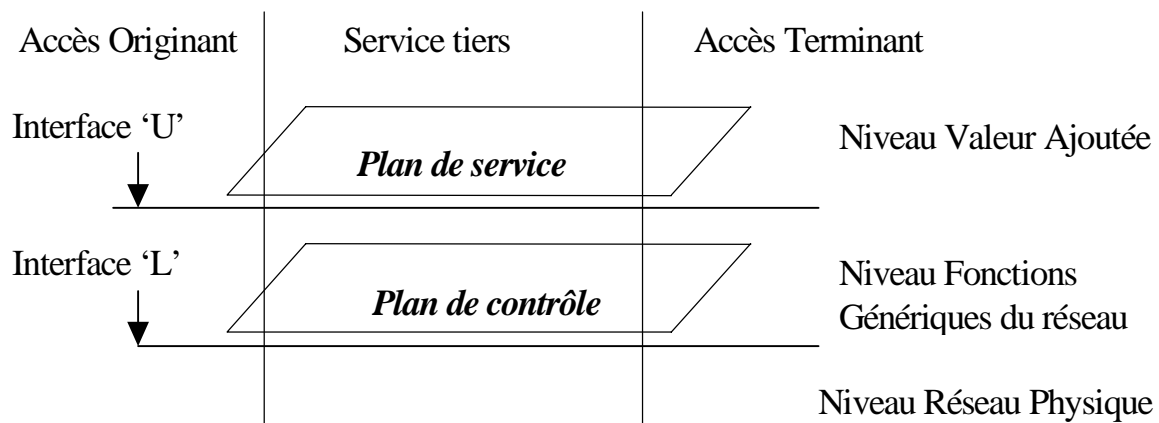 Accès Originant
Service tiers
Accès Terminant
Interface ‘U’
Plan de service
Niveau Valeur Ajoutée
Interface ‘L’
Plan de contrôle
Niveau Fonctions
Génériques du réseau
Niveau Réseau Physique